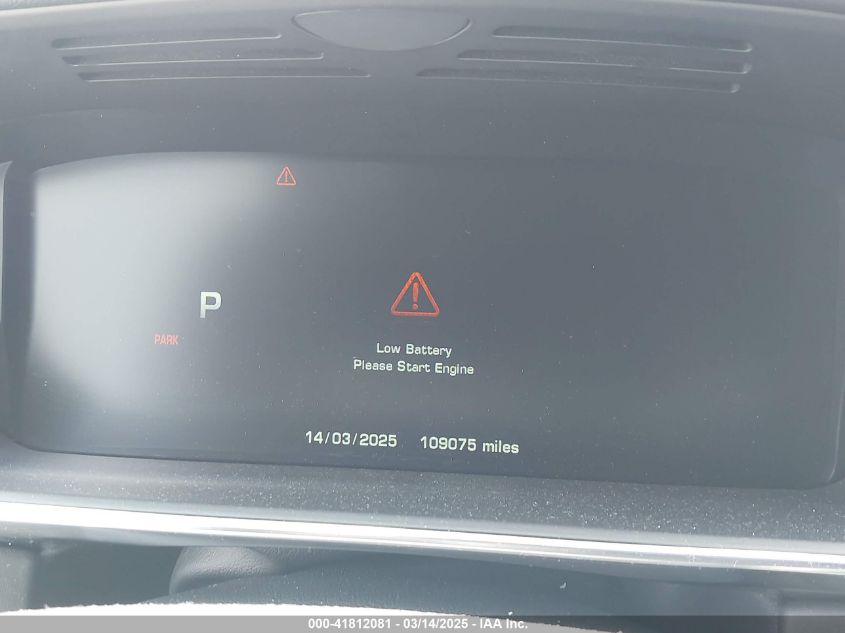 P
PARK
Low Battery
Please Start Engine
14/03/2025 109075 miles
000-41812081 - 03/14/2025 - IAA Inc.